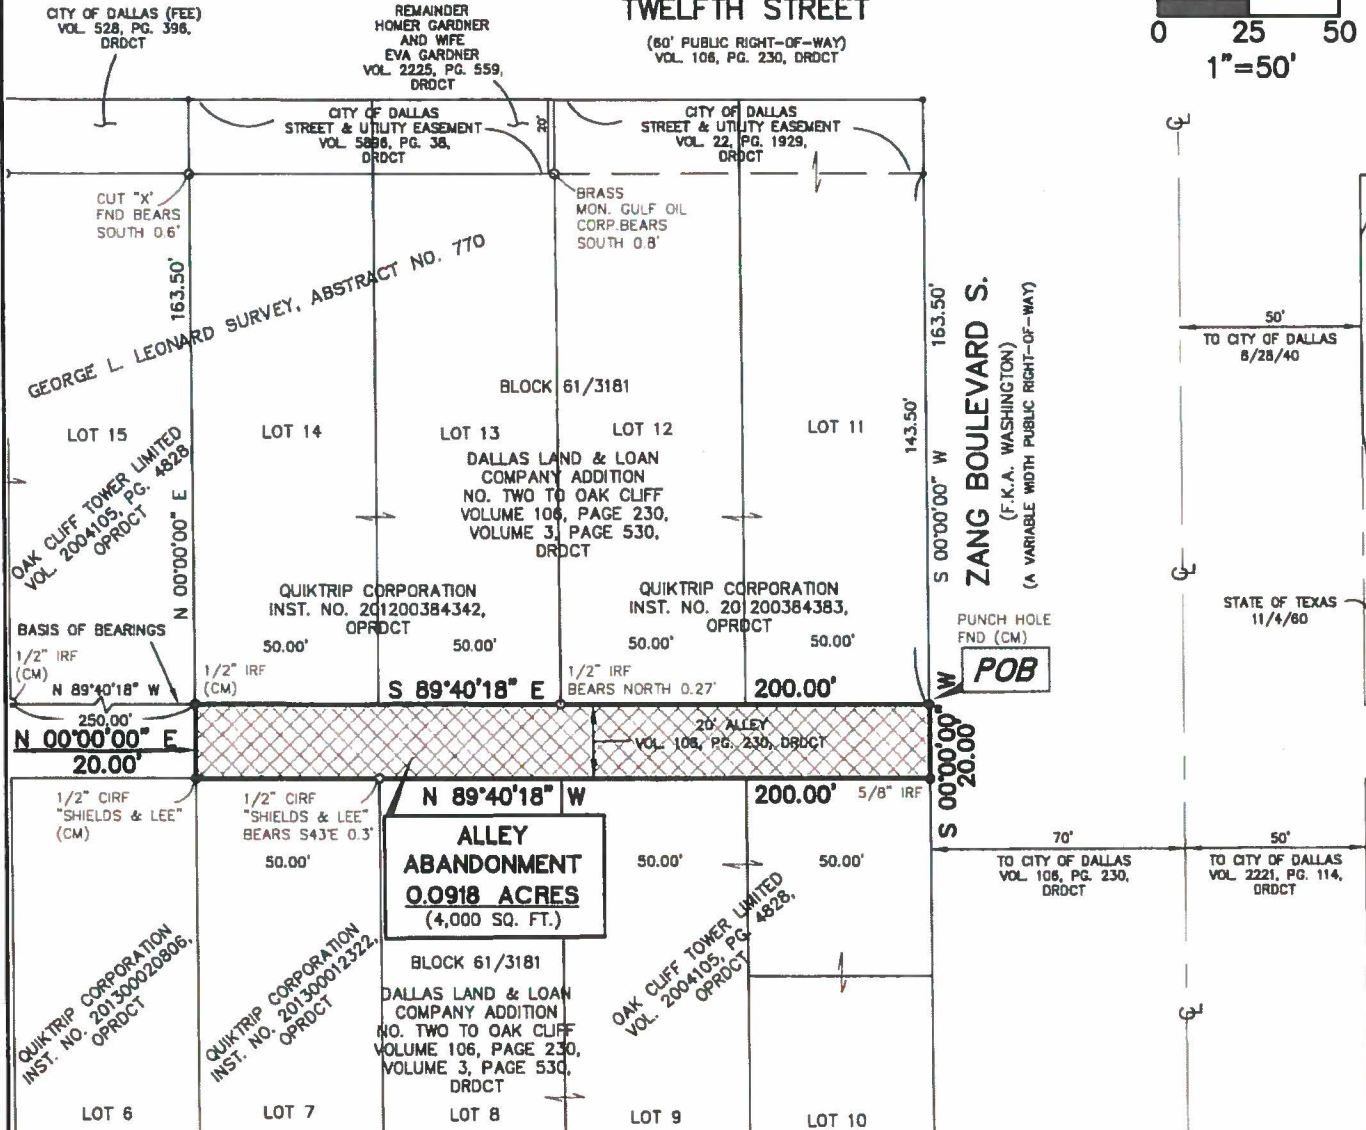 CITY OF DALLAS (FEE)
VOL. 528, PG. 396,
DRDCT
REMAINDER
HOMER GARDNER
AND WIFE
EVA GARDNER
VOL. 2225, PG. 559,
DRDCT
TWELFTH STREET
(60' PUBLIC RIGHT-OF-WAY)
VOL. 106, PG. 230, DRDCT
0 25 50
1"=50'
CITY OF DALLAS
STREET & UTILITY EASEMENT
VOL. 5886, PG. 38,
DRDCT
20'
CITY OF DALLAS
STREET & UTILITY EASEMENT
VOL. 22, PG. 1929,
DRDCT
CUT "X"
FND BEARS
SOUTH 0.6'
BRASS
MON. GULF OIL
CORP.BEARS
SOUTH 0.8'
GEORGE L. LEONARD SURVEY, ABSTRACT NO. 770
163.50'
N 00°00'00" E
163.50'
143.50'
S 00°00'00" W
ZANG BOULEVARD S.
(F.K.A. WASHINGTON)
(A VARIABLE WIDTH PUBLIC RIGHT-OF-WAY)
50'
TO CITY OF DALLAS
8/28/40
BLOCK 61/3181
LOT 15
LOT 14
LOT 13
LOT 12
LOT 11
OAK CLIFF TOWER LIMITED
VOL. 2004105, PG. 4828
OPRDCT
DALLAS LAND & LOAN
COMPANY ADDITION
NO. TWO TO OAK CLIFF
VOLUME 106, PAGE 230,
VOLUME 3, PAGE 530,
DRDCT
QUIKTRIP CORPORATION
INST. NO. 201200384342,
OPRDCT
QUIKTRIP CORPORATION
INST. NO. 201200384383,
OPRDCT
STATE OF TEXAS
11/4/60
BASIS OF BEARINGS
50.00'
50.00'
50.00'
50.00'
PUNCH HOLE
FND (CM)
POB
1/2" IRF
(CM)
N 89°40'18" W
250.00'
1/2" IRF
(CM)
S 89°40'18" E
1/2" IRF
BEARS NORTH 0.27'
200.00'
N 00°00'00" E
20.00'
20' ALLEY
VOL. 106, PG. 230, DRDCT
S 00°00'00" W
20.00'
1/2" CIRF
"SHIELDS & LEE"
(CM)
1/2" CIRF
"SHIELDS & LEE"
BEARS S43'E 0.3'
N 89°40'18" W
200.00'
5/8" IRF
ALLEY
ABANDONMENT
0.0918 ACRES
(4,000 SQ. FT.)
50.00'
50.00'
50.00'
70'
TO CITY OF DALLAS
VOL. 106, PG. 230,
DRDCT
50'
TO CITY OF DALLAS
VOL. 2221, PG. 114,
DRDCT
QUIKTRIP CORPORATION
INST. NO. 201300020806,
OPRDCT
QUIKTRIP CORPORATION
INST. NO. 201300012322,
OPRDCT
BLOCK 61/3181
DALLAS LAND & LOAN
COMPANY ADDITION
NO. TWO TO OAK CLIFF
VOLUME 106, PAGE 230,
VOLUME 3, PAGE 530,
DRDCT
OAK CLIFF TOWER LIMITED
VOL. 2004105, PG. 4828,
OPRDCT
LOT 6
LOT 7
LOT 8
LOT 9
LOT 10